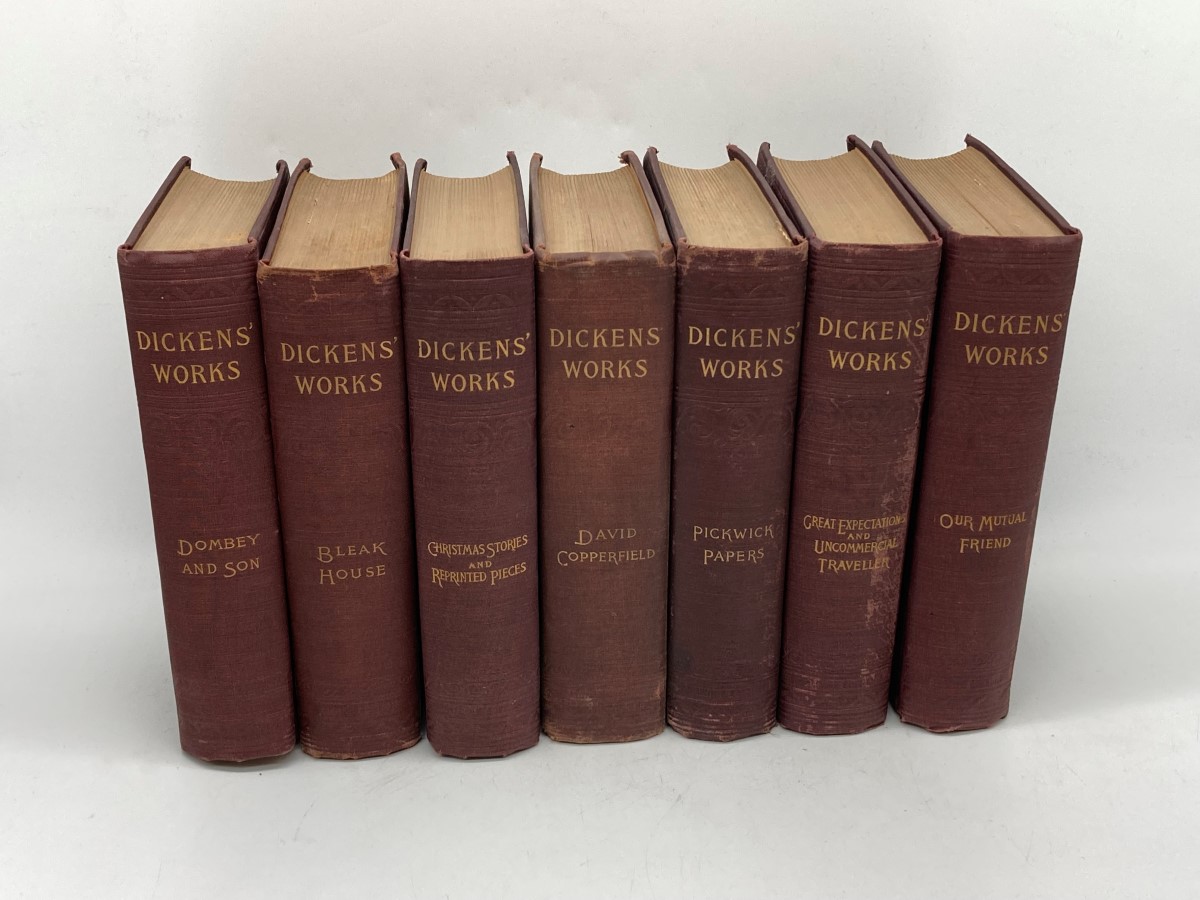 DICKENS'
WORKS
DOMBEY
AND SON
DICKENS'
WORKS
BLEAK
HOUSE
DICKENS'
WORKS
CHRISTMAS STORIES
AND
REPRINTED PIECES
DICKENS'
WORKS
DAVID
COPPERFIELD
DICKENS'
WORKS
PICKWICK
PAPERS
DICKENS'
WORKS
GREAT EXPECTATIONS
AND
UNCOMMERCIAL
TRAVELLER
DICKENS'
WORKS
OUR MUTUAL
FRIEND